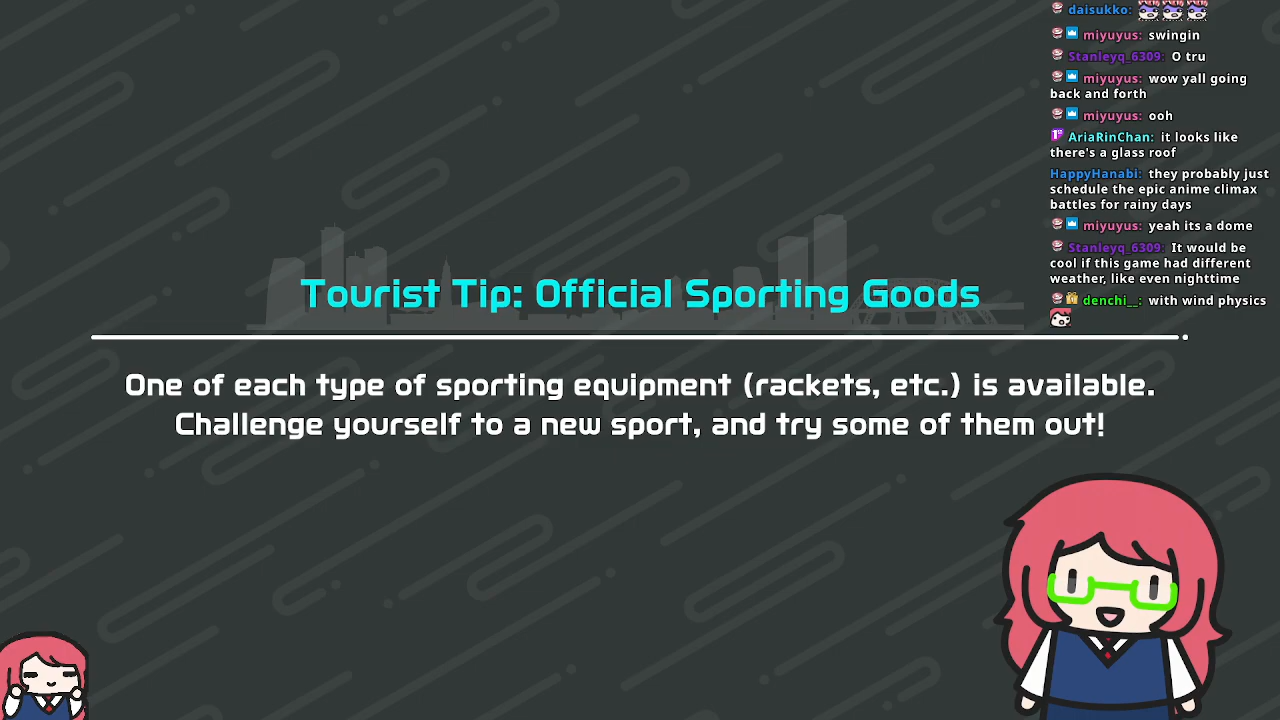 daisukko:
miyuyus: swingin
Stanleyq_6309: O tru
miyuyus: wow yall going
back and forth
miyuyus: ooh
AriaRinChan: it looks like
there's a glass roof
HappyHanabi: they probably just
schedule the epic anime climax
battles for rainy days
miyuyus: yeah its a dome
Stanleyq_6309: It would be
cool if this game had different
weather, like even nighttime
denchi__: with wind physics
Tourist Tip: Official Sporting Goods
One of each type of sporting equipment (rackets, etc.) is available.
Challenge yourself to a new sport, and try some of them out!